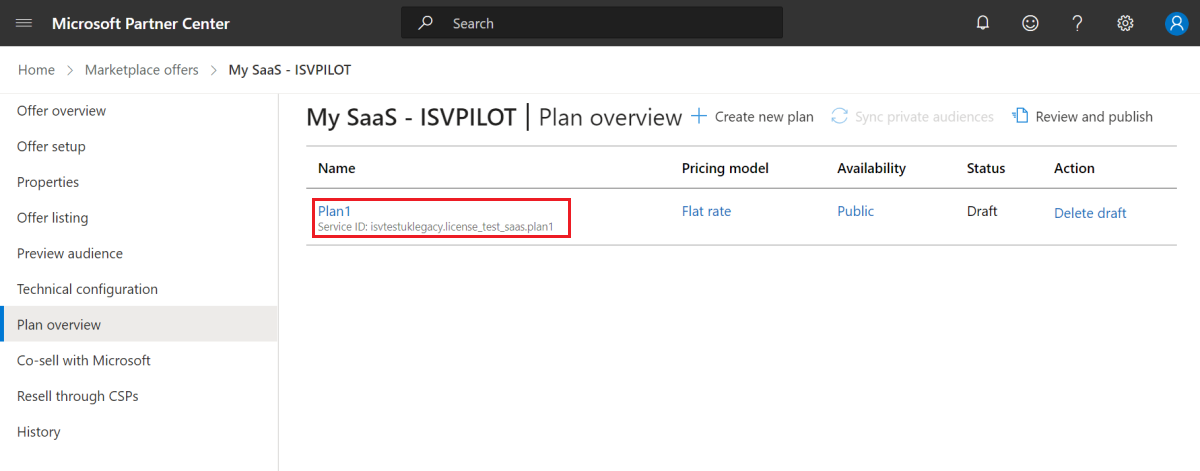 Microsoft Partner Center
Search
Home > Marketplace offers > My SaaS - ISVPILOT
Offer overview
Offer setup
Properties
Offer listing
Preview audience
Technical configuration
Plan overview
Co-sell with Microsoft
Resell through CSPs
History
My SaaS - ISVPILOT | Plan overview
Create new plan
Sync private audiences
Review and publish
Name Pricing model Availability Status Action
Plan1 Flat rate Public Draft Delete draft
Service ID: isvtestuklegacy.license_test_saas.plan1